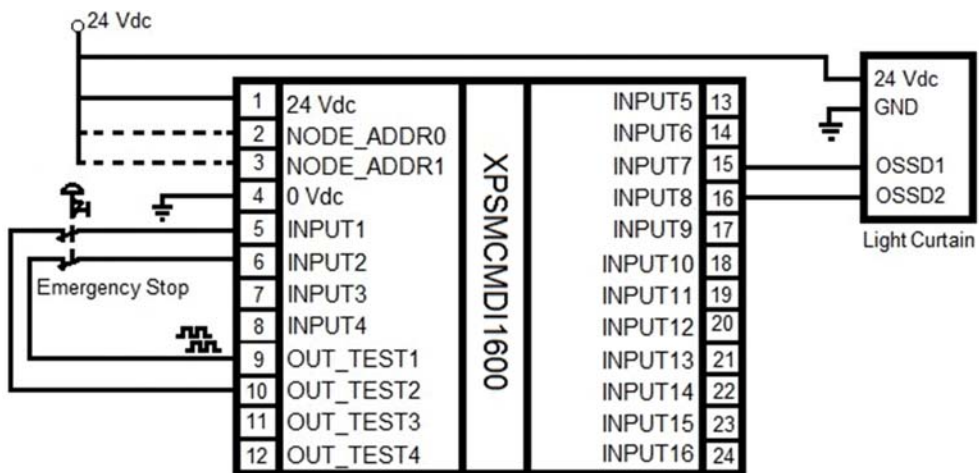 24 Vdc
1 24 Vdc
2 NODE_ADDR0
3 NODE_ADDR1
4 0 Vdc
5 INPUT1
6 INPUT2
7 INPUT3
8 INPUT4
9 OUT_TEST1
10 OUT_TEST2
11 OUT_TEST3
12 OUT_TEST4
Emergency Stop
XPSMCMDI1600
INPUT5 13
INPUT6 14
INPUT7 15
INPUT8 16
INPUT9 17
INPUT10 18
INPUT11 19
INPUT12 20
INPUT13 21
INPUT14 22
INPUT15 23
INPUT16 24
24 Vdc
GND
OSSD1
OSSD2
Light Curtain